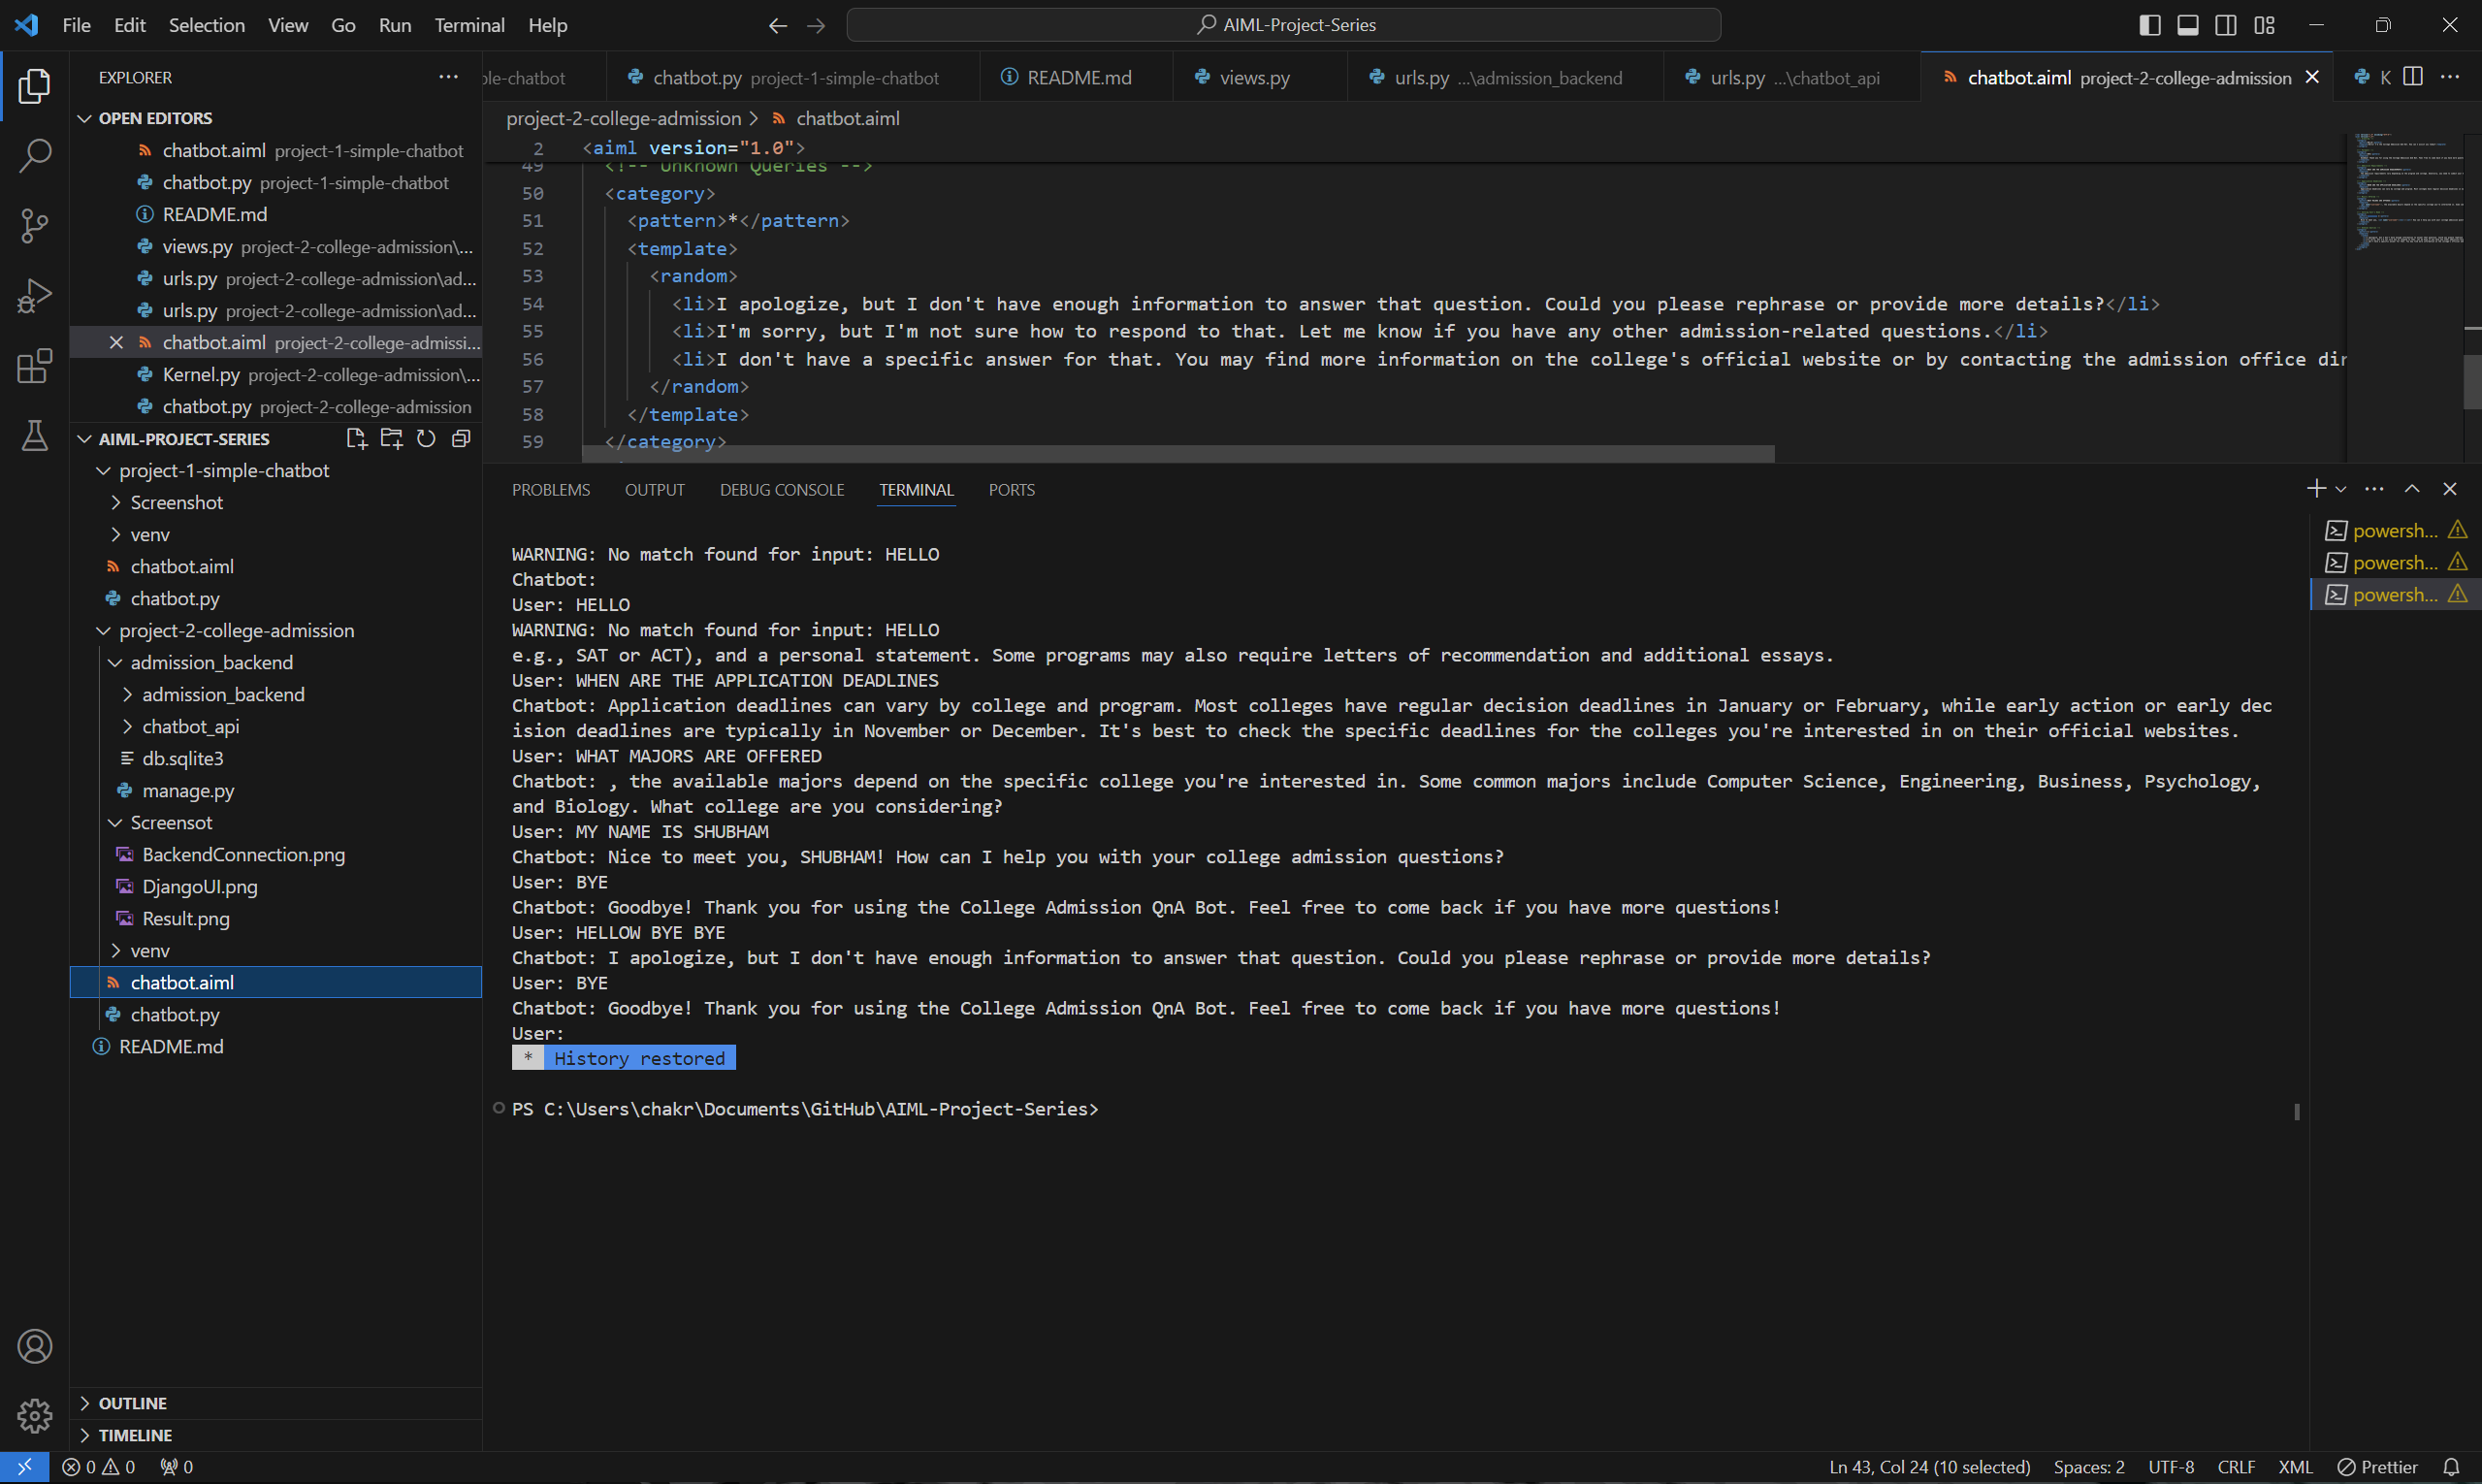 File Edit Selection View Go Run Terminal Help
AIML-Project-Series
EXPLORER
OPEN EDITORS
chatbot.aiml project-1-simple-chatbot
chatbot.py project-1-simple-chatbot
README.md
views.py project-2-college-admission\...
urls.py project-2-college-admission\ad...
urls.py project-2-college-admission\ad...
chatbot.aiml project-2-college-admissi...
Kernel.py project-2-college-admission\...
chatbot.py project-2-college-admission
AIML-PROJECT-SERIES
project-1-simple-chatbot
Screenshot
venv
chatbot.aiml
chatbot.py
project-2-college-admission
admission_backend
admission_backend
chatbot_api
db.sqlite3
manage.py
Screensot
BackendConnection.png
DjangoUI.png
Result.png
venv
chatbot.aiml
chatbot.py
README.md
OUTLINE
TIMELINE
ple-chatbot chatbot.py project-1-simple-chatbot README.md views.py urls.py ...\admission_backend urls.py ...\chatbot_api chatbot.aiml project-2-college-admission K
project-2-college-admission > chatbot.aiml
2 <aiml version="1.0">
49 <!-- Unknown Queries -->
50 <category>
51 <pattern>*</pattern>
52 <template>
53 <random>
54 <li>I apologize, but I don't have enough information to answer that question. Could you please rephrase or provide more details?</li>
55 <li>I'm sorry, but I'm not sure how to respond to that. Let me know if you have any other admission-related questions.</li>
56 <li>I don't have a specific answer for that. You may find more information on the college's official website or by contacting the admission office dir
57 </random>
58 </template>
59 </category>
PROBLEMS OUTPUT DEBUG CONSOLE TERMINAL PORTS
WARNING: No match found for input: HELLO
Chatbot:
User: HELLO
WARNING: No match found for input: HELLO
e.g., SAT or ACT), and a personal statement. Some programs may also require letters of recommendation and additional essays.
User: WHEN ARE THE APPLICATION DEADLINES
Chatbot: Application deadlines can vary by college and program. Most colleges have regular decision deadlines in January or February, while early action or early dec
ision deadlines are typically in November or December. It's best to check the specific deadlines for the colleges you're interested in on their official websites.
User: WHAT MAJORS ARE OFFERED
Chatbot: , the available majors depend on the specific college you're interested in. Some common majors include Computer Science, Engineering, Business, Psychology,
and Biology. What college are you considering?
User: MY NAME IS SHUBHAM
Chatbot: Nice to meet you, SHUBHAM! How can I help you with your college admission questions?
User: BYE
Chatbot: Goodbye! Thank you for using the College Admission QnA Bot. Feel free to come back if you have more questions!
User: HELLOW BYE BYE
Chatbot: I apologize, but I don't have enough information to answer that question. Could you please rephrase or provide more details?
User: BYE
Chatbot: Goodbye! Thank you for using the College Admission QnA Bot. Feel free to come back if you have more questions!
User:
* History restored
PS C:\Users\chakr\Documents\GitHub\AIML-Project-Series>
powersh...
powersh...
powersh...
0 0 0 Ln 43, Col 24 (10 selected) Spaces: 2 UTF-8 CRLF XML Prettier